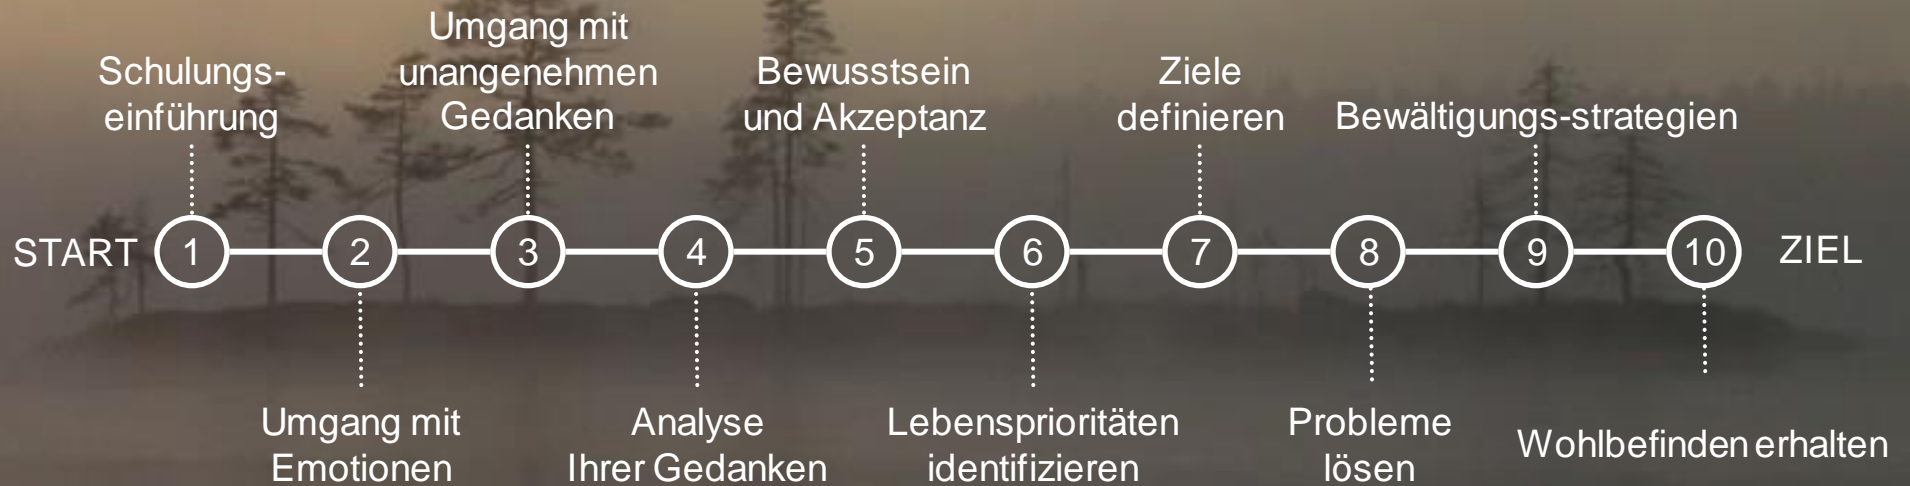 Schulungs-
einführung
Umgang mit
unangenehmen
Gedanken
Bewusstsein
und Akzeptanz
Ziele
definieren
Bewältigungs-strategien
START
1
2
3
4
5
6
7
8
9
10
ZIEL
Umgang mit
Emotionen
Analyse
Ihrer Gedanken
Lebensprioritäten
identifizieren
Probleme
lösen
Wohlbefinden erhalten